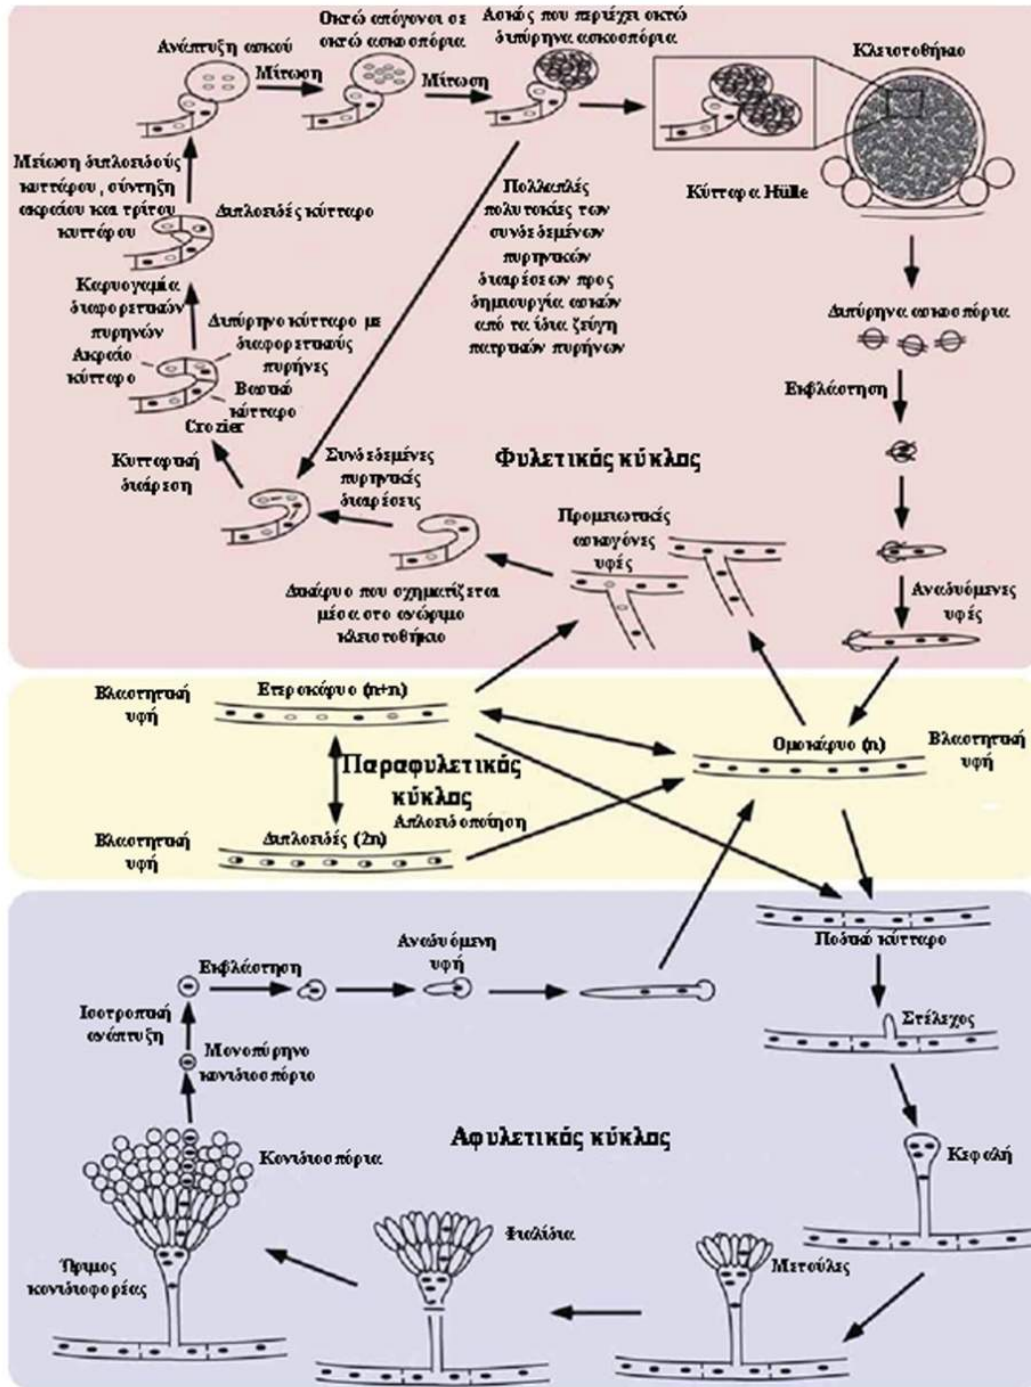 Ανάπτυξη ασκού
Μίτωση
Οκτώ απόγονοι σε
οκτώ ασκοσπόρια
Μίτωση
Ασκός που περιέχει οκτώ
διπύρηνα ασκοσπόρια
Κλειστοθήκιο
Κύτταρα Hülle
Μείωση διπλοειδούς
κυττάρου, σύντηξη
ακραίου και τρίτου
κυττάρου
Διπλοειδές κύτταρο
Πολλαπλές
πολυτοκίες των
συνδεδεμένων
πυρηνικών
διαιρέσεων προς
δημιουργία ασκών
από τα ίδια ζεύγη
πατρικών πυρήνων
Καρυογαμία
διαφορετικών
πυρηνών
Διπύρηνο κύτταρο με
διαφορετικούς
πυρήνες
Ακραίο
κύτταρο
Βασικό
κύτταρο
Crozier
Διπύρηνα ασκοσπόρια
Εκβλάστηση
Κυτταρική
διαίρεση
Συνδεδεμένες
πυρηνικές
διαιρέσεις
Φυλετικός κύκλος
Προμειωτικές
ασκογόνες
υφές
Δικάρυο που σχηματίζεται
μέσα στο ανώριμο
κλειστοθήκιο
Αναδυόμενες
υφές
Βλαστητική
υφή
Ετεροκάρυο (n+n)
Ομοκάρυο (n)
Βλαστητική
υφή
Παραφυλετικός
κύκλος
Απλοειδοποίηση
Βλαστητική
υφή
Διπλοειδές (2n)
Ποδικό κύτταρο
Στέλεχος
Κεφαλή
Εκβλάστηση
Αναδυόμενη
υφή
Ισοτροπική
ανάπτυξη
Μονοπύρηνο
κονιδιοσπόριο
Αφυλετικός κύκλος
Κονιδιοσπόρια
Φιαλίδια
Μετούλες
Ώριμος
κονιδιοφορέας